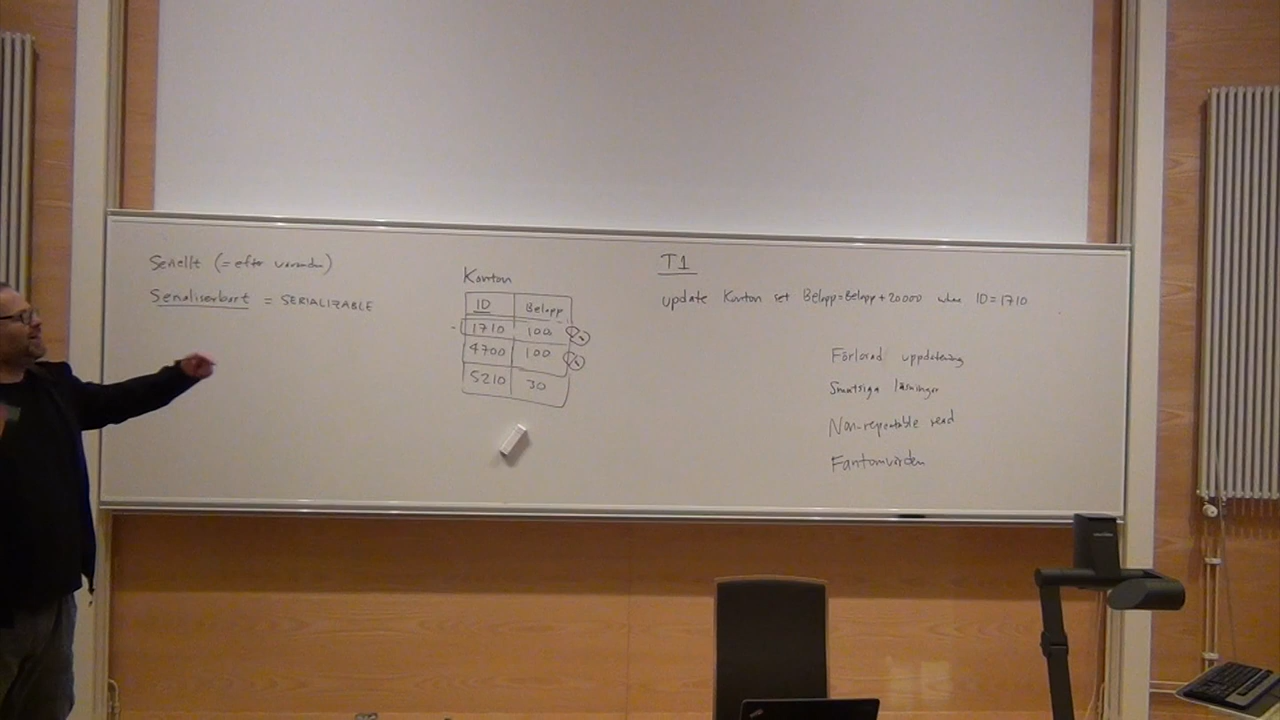 Seriellt (= efter varandra)
Serialiserbart = SERIALIZABLE
Konton
ID Belopp
1710 100
4700 100
5210 30
T1
update Konton set Belopp=Belopp+20000 where ID=1710
Förlorad uppdatering
Smutsiga läsningar
Non-repeatable read
Fantomvärden